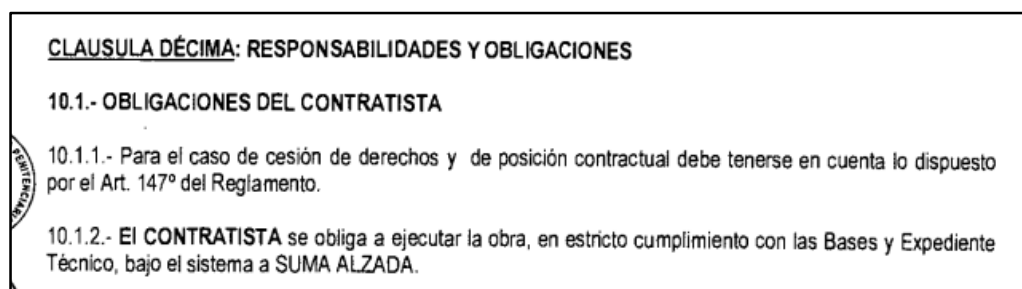 CLAUSULA DÉCIMA: RESPONSABILIDADES Y OBLIGACIONES
10.1.- OBLIGACIONES DEL CONTRATISTA
10.1.1.- Para el caso de cesión de derechos y de posición contractual debe tenerse en cuenta lo dispuesto
por el Art. 147º del Reglamento.
10.1.2.- El CONTRATISTA se obliga a ejecutar la obra, en estricto cumplimiento con las Bases y Expediente
Técnico, bajo el sistema a SUMA ALZADA.
PENITENCIARI